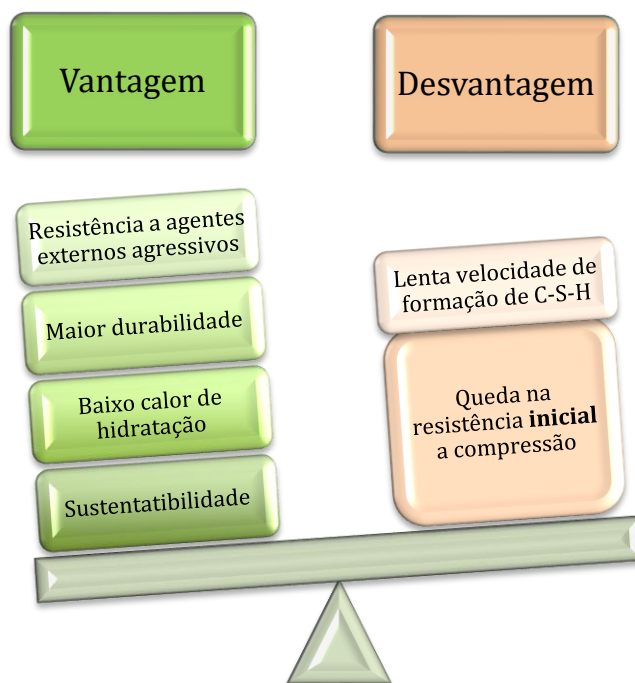 Vantagem
Desvantagem
Resistência a agentes
externos agressivos
Maior durabilidade
Baixo calor de
hidratação
Sustentatibilidade
Lenta velocidade de
formação de C-S-H
Queda na
resistência inicial
a compressão